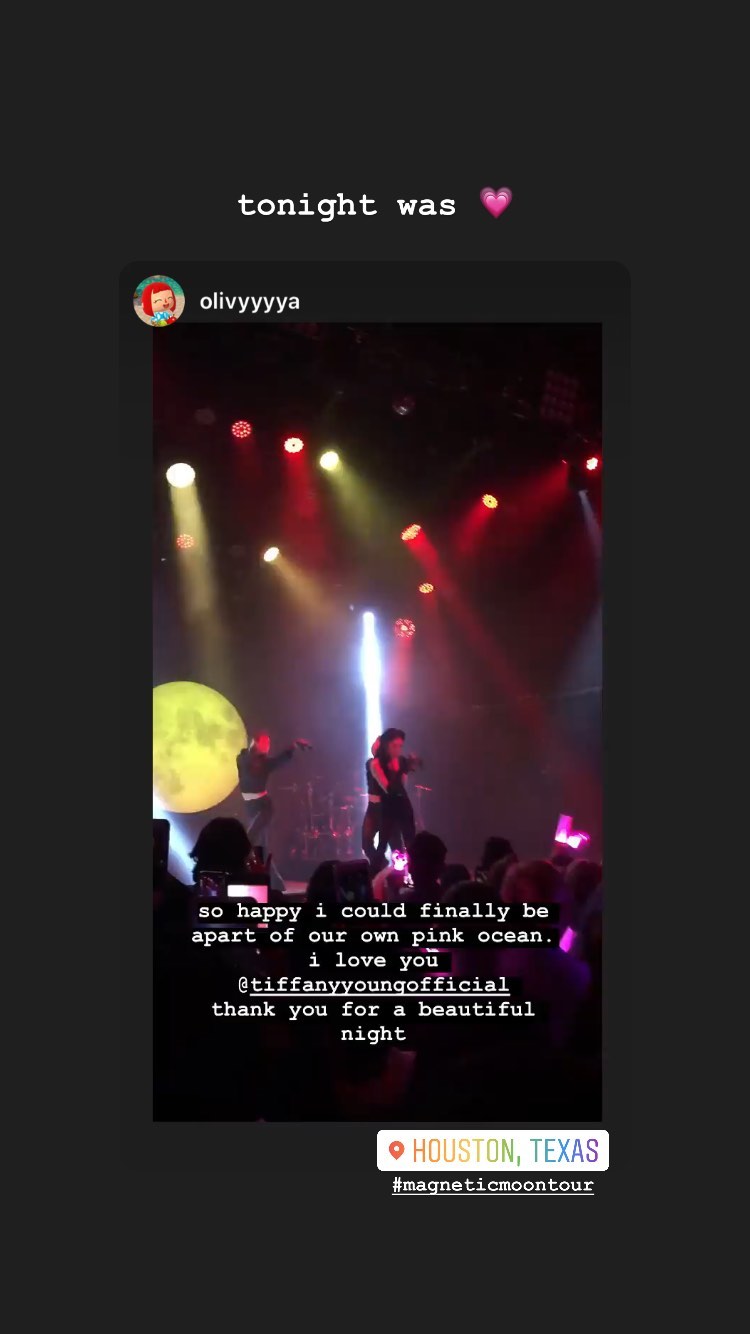 tonight was 💗
olivyyyya
so happy i could finally be
apart of our own pink ocean.
i love you
@tiffanyyoungofficial
thank you for a beautiful
night
HOUSTON, TEXAS
#magneticmoontour